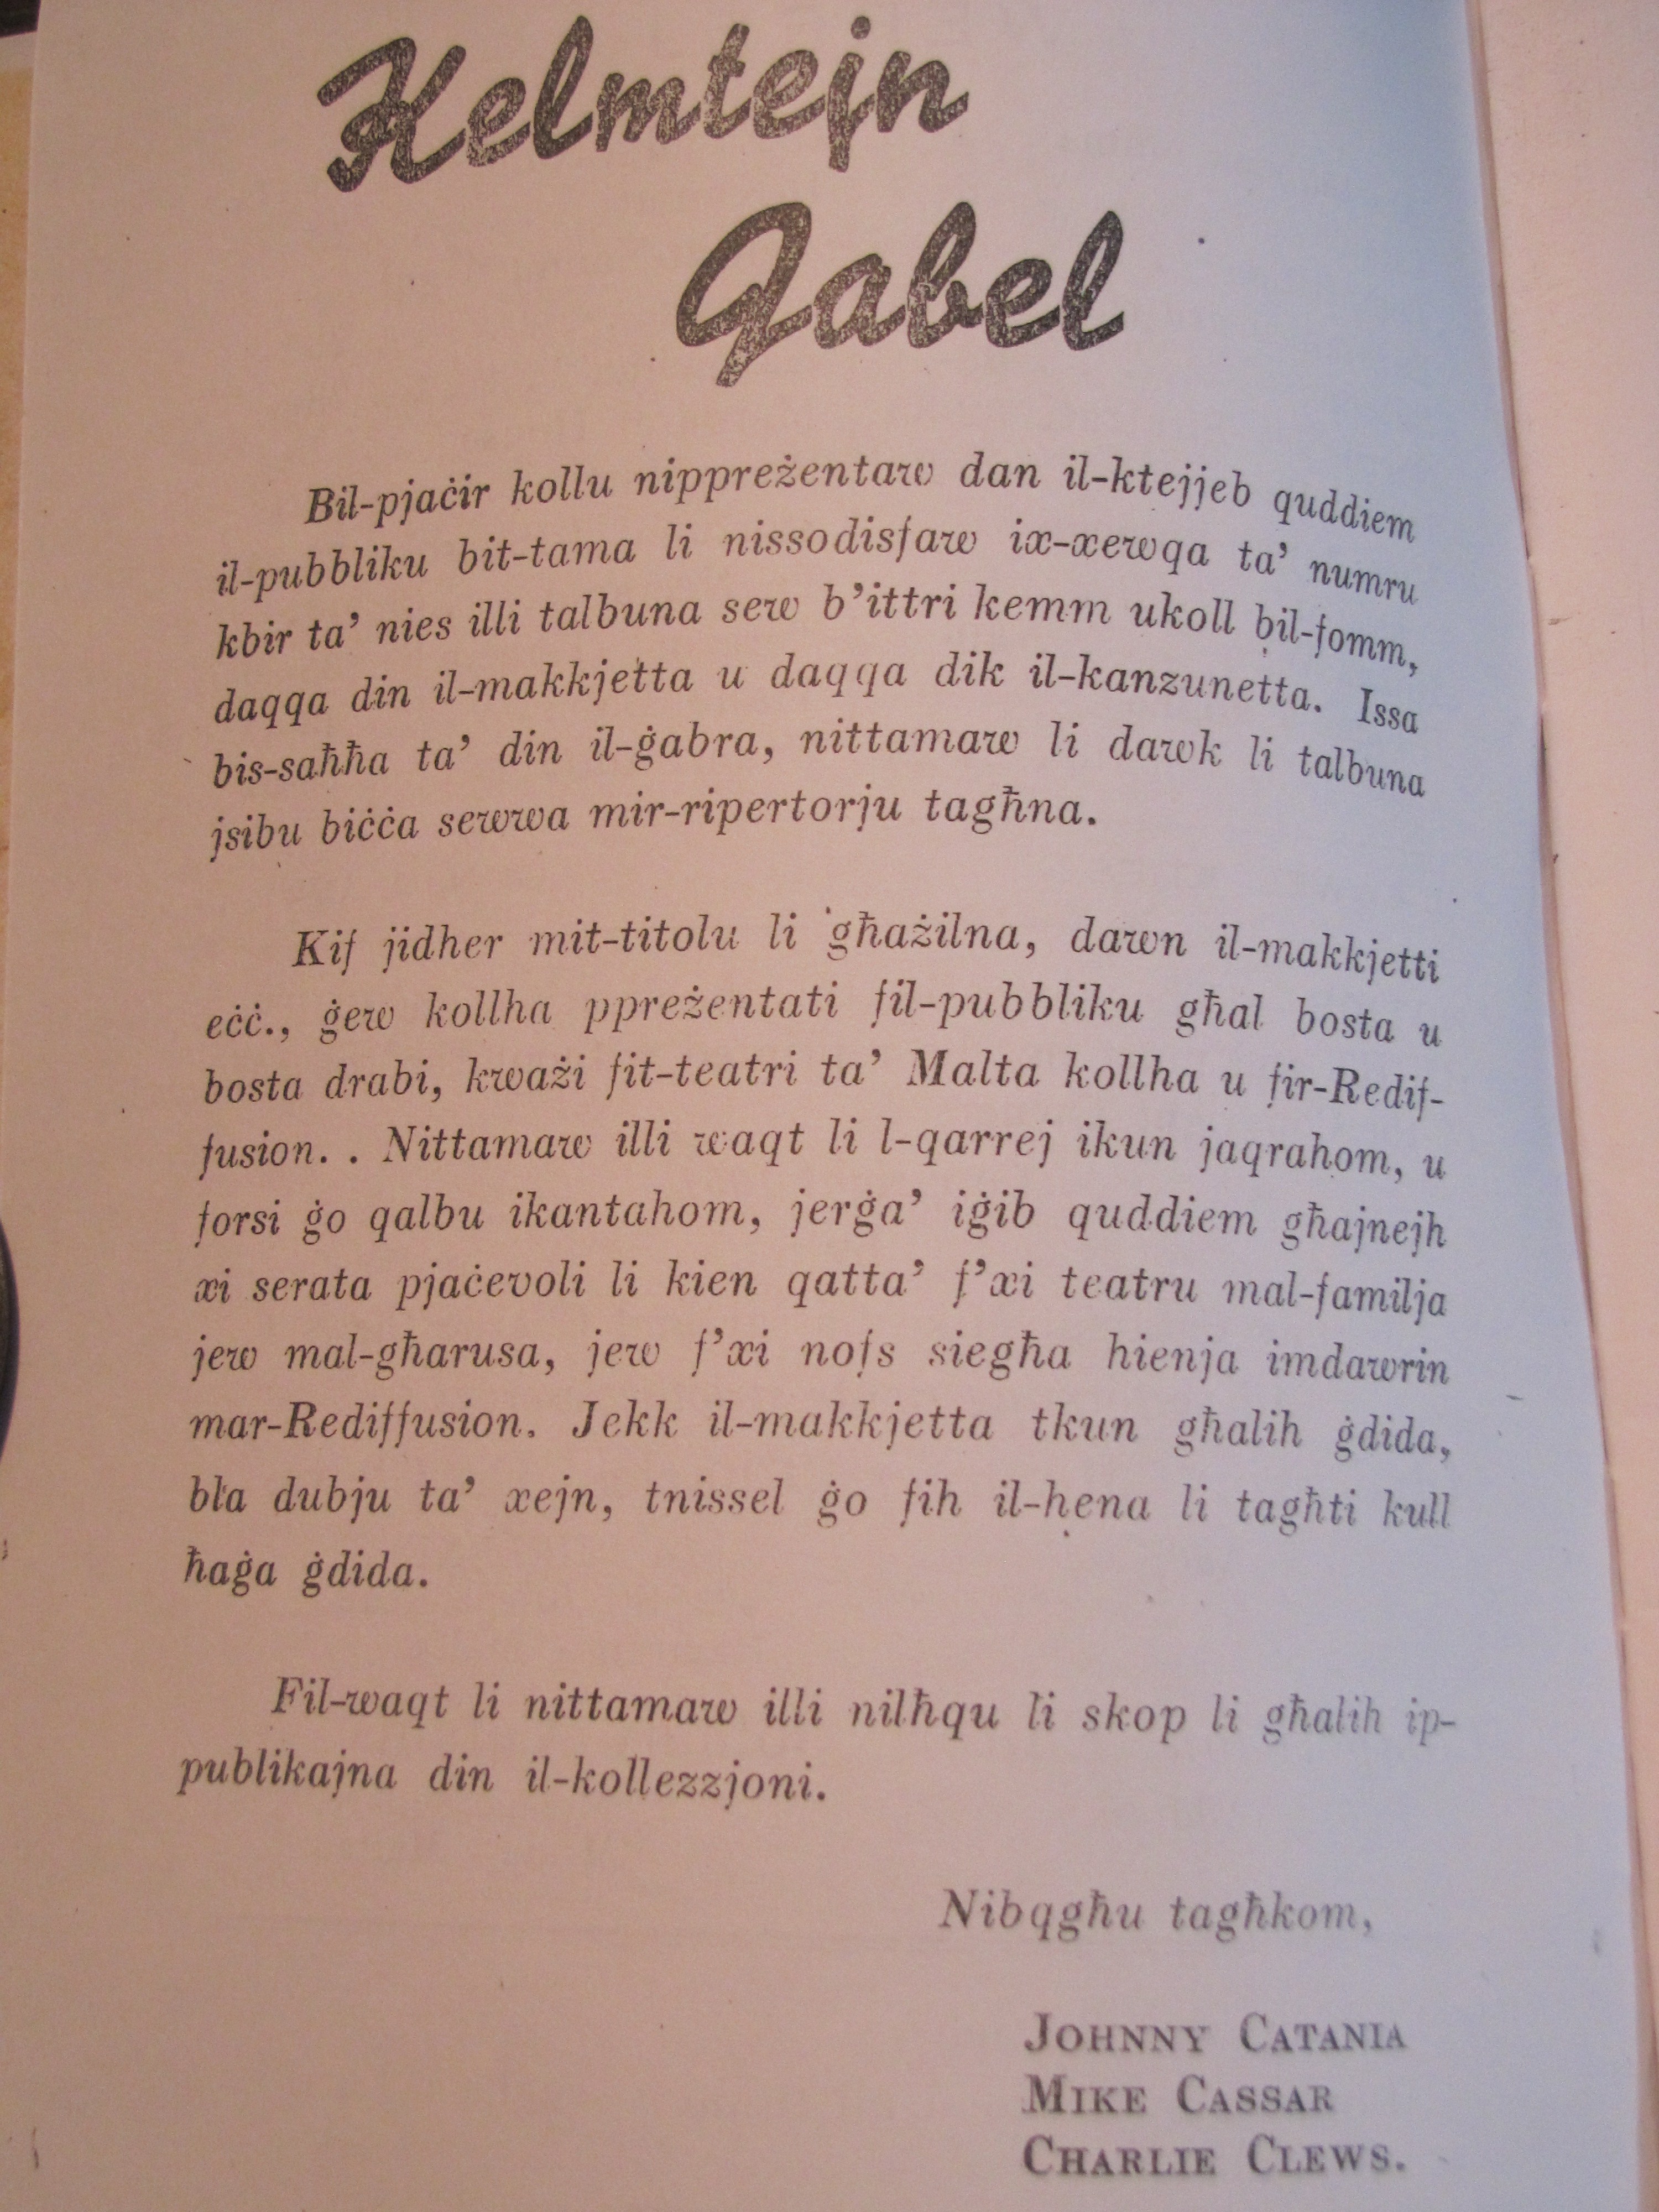 Kelmtejn
Qabel
Bil-pjaċir kollu nippreżentaw dan il-ktejjeb quddiem
il-pubbliku bit-tama li nissodisfaw ix-xewqa ta' numru
kbir ta' nies illi talbuna sew b'ittri kemm ukoll bil-fomm,
daqqa din il-makkjetta u daqqa dik il-kanzunetta. Issa
bis-saħħa ta' din il-ġabra, nittamaw li dawk li talbuna
jsibu biċċa sewwa mir-ripertorju tagħna.
Kif jidher mit-titolu li għażilna, dawn il-makkjetti
eċċ., ġew kollha ppreżentati fil-pubbliku għal bosta u
bosta drabi, kważi fit-teatri ta' Malta kollha u fir-Redif-
fusion. . Nittamaw illi waqt li l-qarrej ikun jaqrahom, u
forsi ġo qalbu ikantahom, jerġa' iġib quddiem għajnejh
xi serata pjaċevoli li kien qatta' f'xi teatru mal-familja
jew mal-għarusa, jew f'xi nofs siegħa hienja imdawrin
mar-Rediffusion. Jekk il-makkjetta tkun għalih ġdida,
bla dubju ta' xejn, tnissel ġo fih il-hena li tagħti kull
ħaġa ġdida.
Fil-waqt li nittamaw illi nilħqu li skop li għalih ip-
publikajna din il-kollezzjoni.
Nibqgħu tagħkom,
JOHNNY CATANIA
MIKE CASSAR
CHARLIE CLEWS.